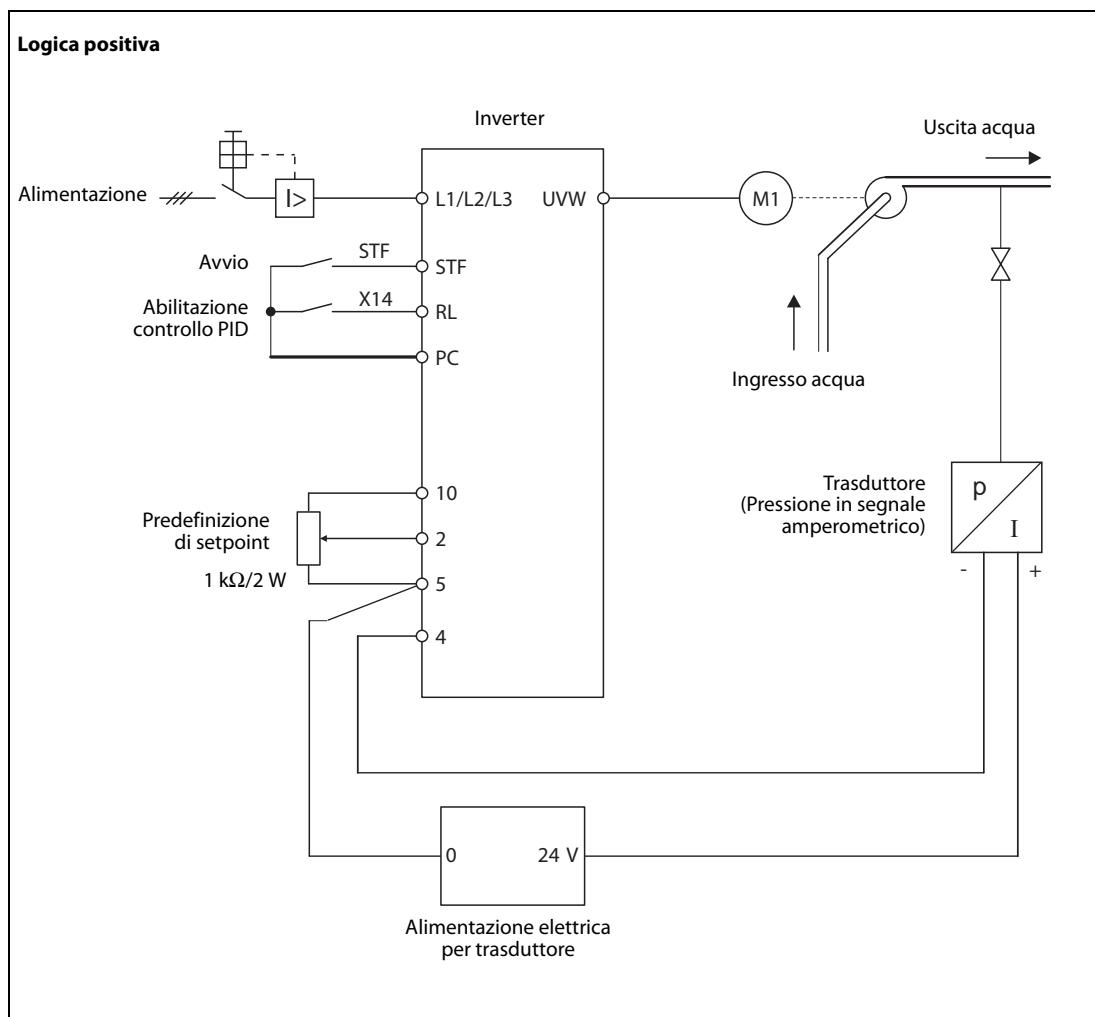 Logica positiva
Inverter
Uscita acqua
Alimentazione
I>
L1/L2/L3
UVW
M1
Avvio
STF
STF
Abilitazione
controllo PID
X14
RL
PC
Ingresso acqua
Predefinizione
di setpoint
1 kΩ/2 W
10
2
5
4
Trasduttore
(Pressione in segnale
amperometrico)
p
I
-
+
0
24 V
Alimentazione elettrica
per trasduttore